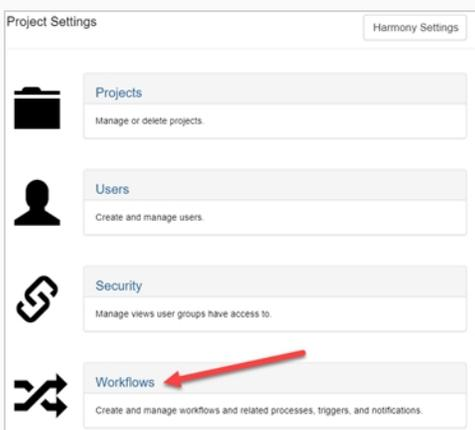 Project Settings
Harmony Settings
Projects
Manage or delete projects.
Users
Create and manage users.
Security
Manage views user groups have access to.
Workflows
Create and manage workflows and related processes, triggers, and notifications.